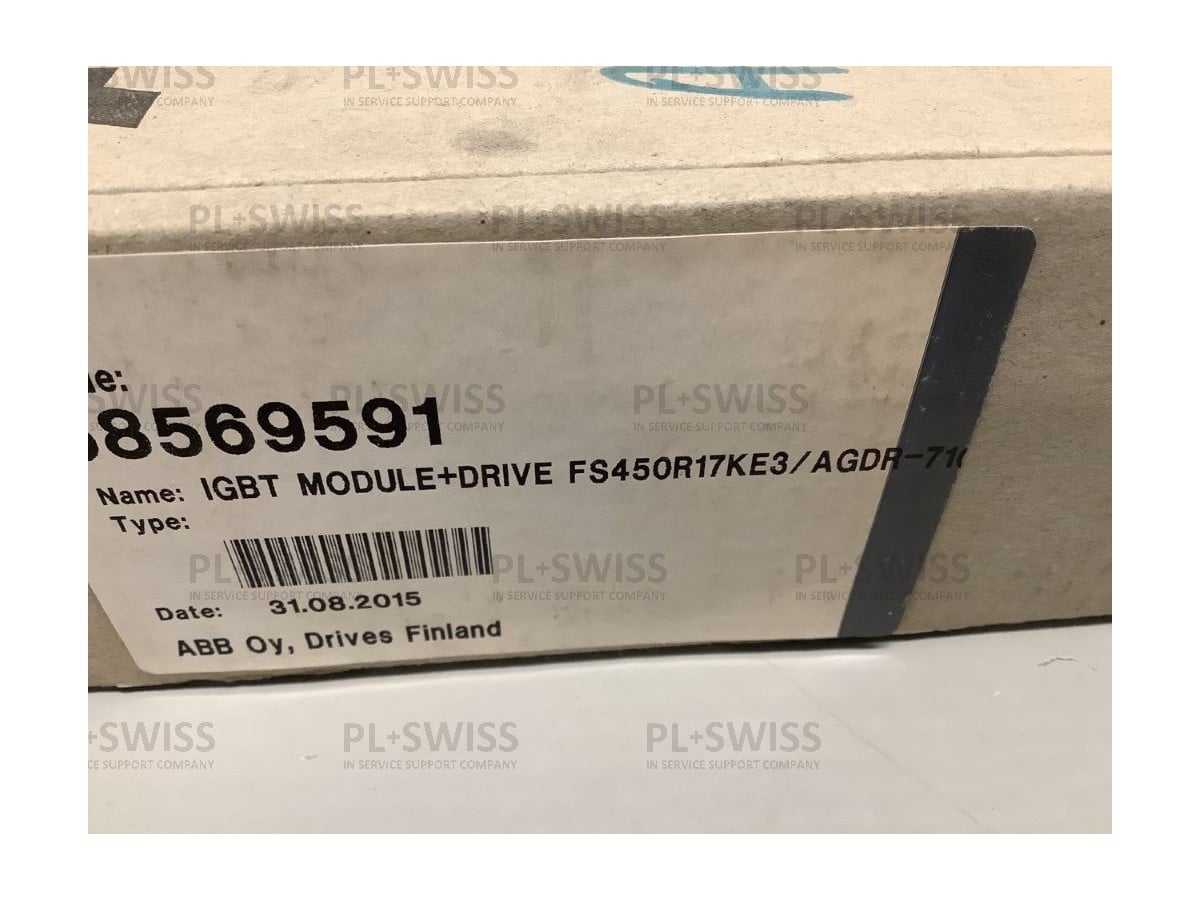 8569591
Name: IGBT MODULE+DRIVE FS450R17KE3/AGDR-71
Type:
Date: 31.08.2015
ABB Oy, Drives Finland
PL+SWISS
IN SERVICE SUPPORT COMPANY